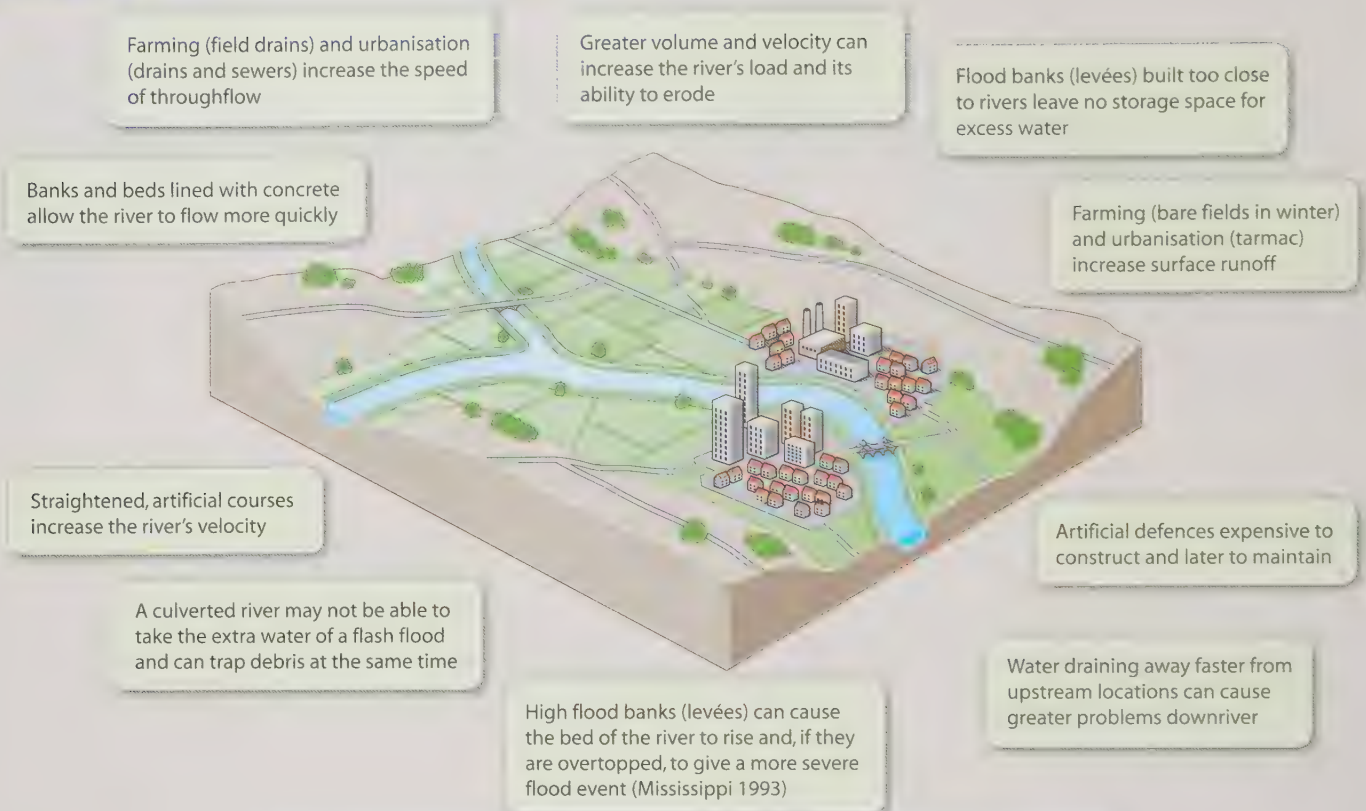 Farming (field drains) and urbanisation
(drains and sewers) increase the speed
of throughflow
Greater volume and velocity can
increase the river's load and its
ability to erode
Flood banks (levées) built too close
to rivers leave no storage space for
excess water
Banks and beds lined with concrete
allow the river to flow more quickly
Farming (bare fields in winter)
and urbanisation (tarmac)
increase surface runoff
Straightened, artificial courses
increase the river's velocity
Artificial defences expensive to
construct and later to maintain
A culverted river may not be able to
take the extra water of a flash flood
and can trap debris at the same time
Water draining away faster from
upstream locations can cause
greater problems downriver
High flood banks (levées) can cause
the bed of the river to rise and, if they
are overtopped, to give a more severe
flood event (Mississippi 1993)